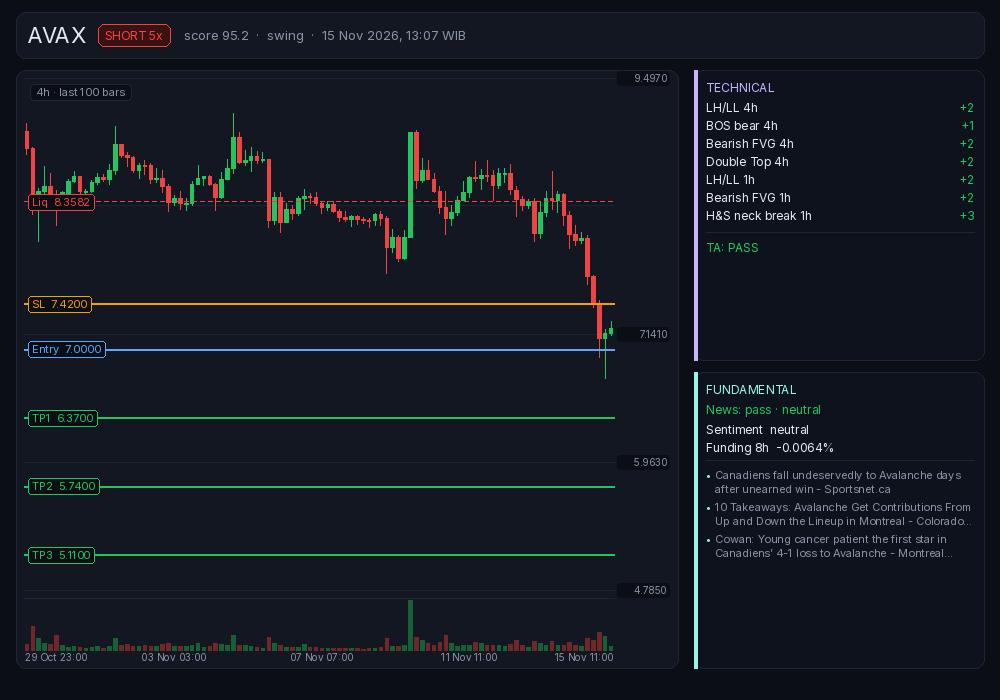 AVAX SHORT 5x score 95.2 · swing · 15 Nov 2026, 13:07 WIB
4h · last 100 bars
9.4970
Liq 8.3582
SL 7.4200
7.1410
Entry 7.0000
TP1 6.3700
5.9630
TP2 5.7400
TP3 5.1100
4.7850
29 Oct 23:00 03 Nov 03:00 07 Nov 07:00 11 Nov 11:00 15 Nov 11:00
TECHNICAL
LH/LL 4h +2
BOS bear 4h +1
Bearish FVG 4h +2
Double Top 4h +2
LH/LL 1h +2
Bearish FVG 1h +2
H&S neck break 1h +3
TA: PASS
FUNDAMENTAL
News: pass · neutral
Sentiment neutral
Funding 8h -0.0064%
• Canadiens fall undeservedly to Avalanche days
after unearned win - Sportsnet.ca
• 10 Takeaways: Avalanche Get Contributions From
Up and Down the Lineup in Montreal - Colorado...
• Cowan: Young cancer patient the first star in
Canadiens' 4-1 loss to Avalanche - Montreal...